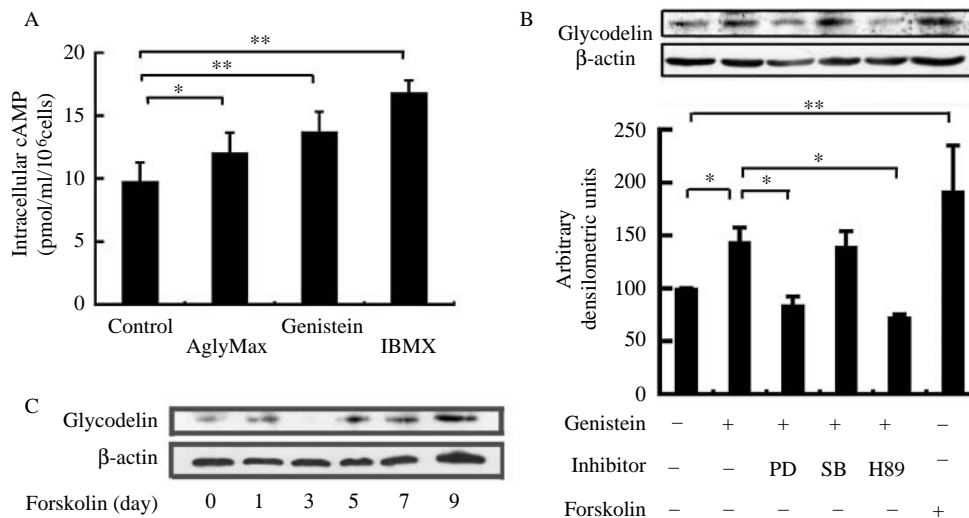 A
Intracellular cAMP
(pmol/ml/10⁶cells)
20
15
10
5
0
**
**
*
Control
AglyMax
Genistein
IBMX
B
Glycodelin
β-actin
Arbitrary
densilometric units
250
200
150
100
50
0
**
*
*
*
Genistein − + + + + −
Inhibitor − − PD SB H89 −
Forskolin − − − − − +
C
Glycodelin
β-actin
Forskolin (day) 0 1 3 5 7 9